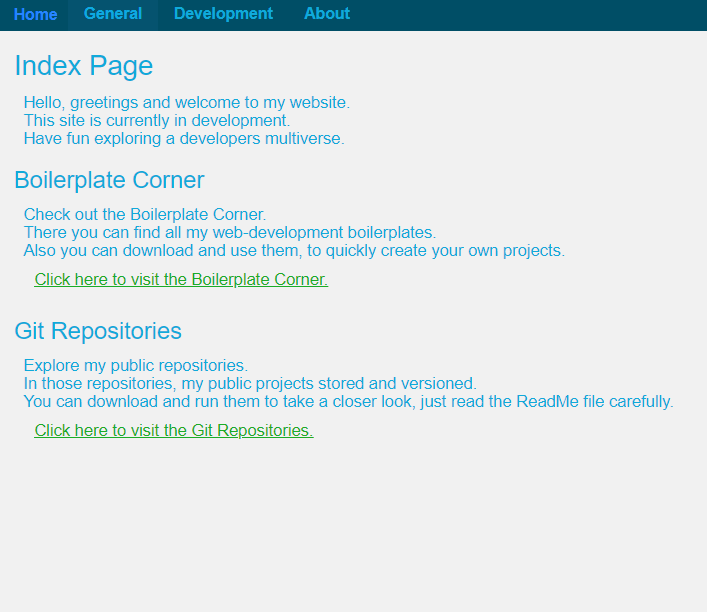 Home General Development About
Index Page
Hello, greetings and welcome to my website.
This site is currently in development.
Have fun exploring a developers multiverse.
Boilerplate Corner
Check out the Boilerplate Corner.
There you can find all my web-development boilerplates.
Also you can download and use them, to quickly create your own projects.
Click here to visit the Boilerplate Corner.
Git Repositories
Explore my public repositories.
In those repositories, my public projects stored and versioned.
You can download and run them to take a closer look, just read the ReadMe file carefully.
Click here to visit the Git Repositories.